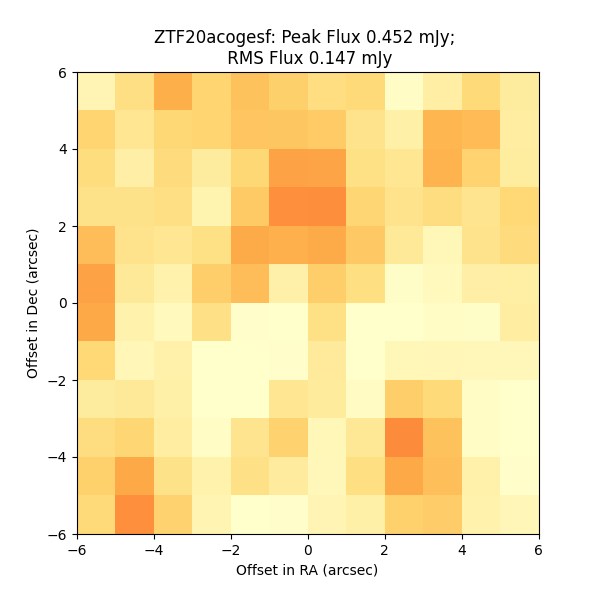 ZTF20acogesf: Peak Flux 0.452 mJy;
RMS Flux 0.147 mJy
6
4
2
0
−2
−4
−6
Offset in Dec (arcsec)
−6 −4 −2 0 2 4 6
Offset in RA (arcsec)